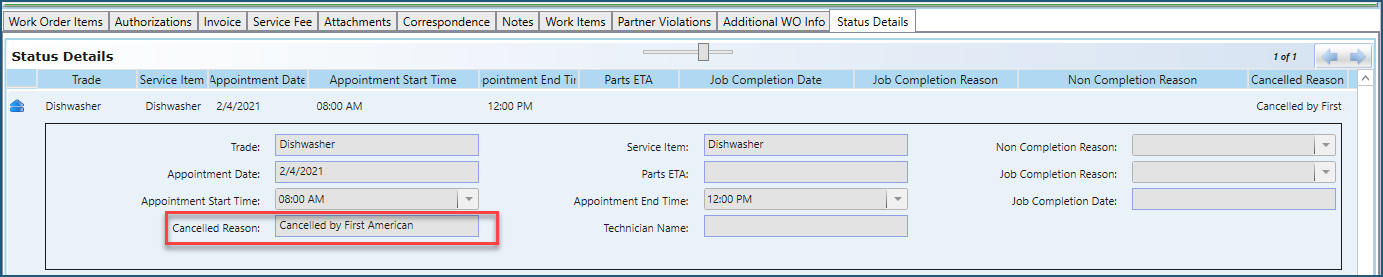 Work Order Items Authorizations Invoice Service Fee Attachments Correspondence Notes Work Items Partner Violations Additional WO Info Status Details
Status Details 1 of 1
Trade Service Item Appointment Date Appointment Start Time pointment End Ti Parts ETA Job Completion Date Job Completion Reason Non Completion Reason Cancelled Reason
Dishwasher Dishwasher 2/4/2021 08:00 AM 12:00 PM Cancelled by First
Trade: Dishwasher Service Item: Dishwasher Non Completion Reason:
Appointment Date: 2/4/2021 Parts ETA: Job Completion Reason:
Appointment Start Time: 08:00 AM Appointment End Time: 12:00 PM Job Completion Date:
Cancelled Reason: Cancelled by First American Technician Name: